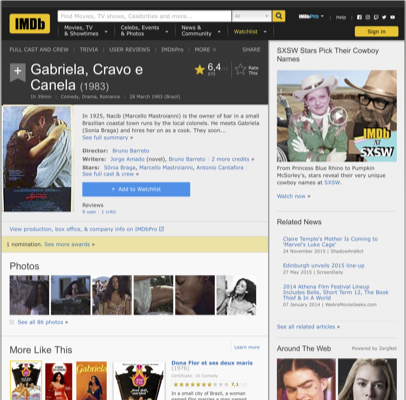 IMDb
Find Movies, TV shows, Celebrities and more...
All
IMDbPro
Help
Movies, TV & Showtimes
Celebs, Events & Photos
News & Community
Watchlist
Sign in
FULL CAST AND CREW | TRIVIA | USER REVIEWS | IMDbPro | MORE
SHARE
Gabriela, Cravo e
Canela (1983)
6,4
Rate This
1h 39min | Comedy, Drama, Romance | 28 March 1983 (Brazil)
In 1925, Nacib (Marcello Mastroianni) is the owner of bar in a small
Brazilian coastal town runs by the local colonels. He meets Gabriela
(Sonia Braga) and hires her on as a cook. They soon...
See full summary »
Director: Bruno Barreto
Writers: Jorge Amado (novel), Bruno Barreto | 2 more credits »
Stars: Sônia Braga, Marcello Mastroianni, Antonio Cantafora |
See full cast & crew »
+ Add to Watchlist
Reviews
9 user | 1 critic
View production, box office, & company info on IMDbPro
1 nomination. See more awards »
Photos
See all 86 photos »
More Like This
Learn more
Dona Flor et ses deux maris
(1976)
7,1
In a small city of Brazil, a woman
SXSW Stars Pick Their Cowboy
Names
IMDb
AT
SXSW
From Princess Blue Rhino to Pumpkin
McSorley's, stars reveal their very unique
cowboy names at SXSW.
Watch now »
Related News
Claire Temple's Mother Is Coming to
'Marvel's Luke Cage'
24 November 2015 | ShadowAndAct
Edinburgh unveils 2015 line-up
27 May 2015 | ScreenDaily
2014 Athena Film Festival Lineup
Includes Belle, Short Term 12, The Book
Thief & In A World
07 January 2014 | WeAreMovieGeeks.com
See all related articles »
Around The Web
Powered by ZergNet